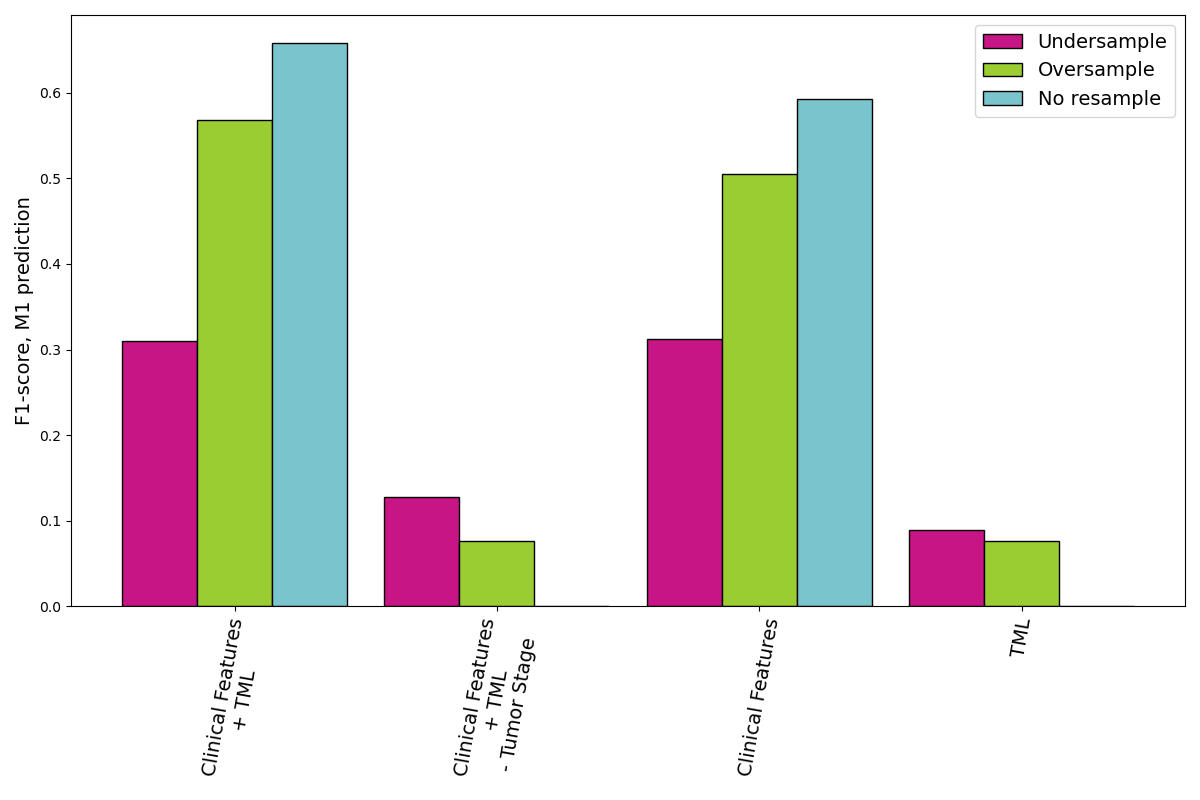 Undersample
Oversample
No resample
F1-score, M1 prediction
0.6
0.5
0.4
0.3
0.2
0.1
0.0
Clinical Features
+ TML
Clinical Features
+ TML
- Tumor Stage
Clinical Features
TML